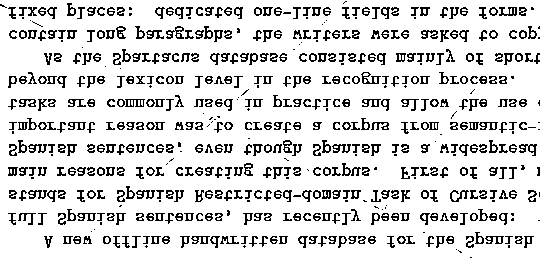 A new offline handwritten database for the Spanish
full Spanish sentences, has recently been developed:
stands for Spanish Restricted-domain Task of Cursive
main reasons for creating this corpus. First of all,
Spanish sentences, even though Spanish is a widespread
important reason was to create a corpus from semantic-
tasks are commonly used in practice and allow the use
beyond the lexicon level in the recognition process.
As the Spartacus database consisted mainly of short
contain long paragraphs, the writers were asked to copy
fixed places: dedicated one-line fields in the forms.